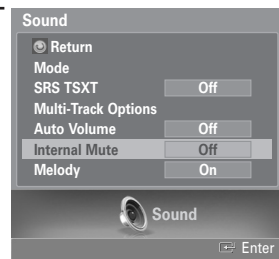 Sound
Return
Mode
SRS TSXT Off
Multi-Track Options
Auto Volume Off
Internal Mute Off
Melody On
Sound
Enter